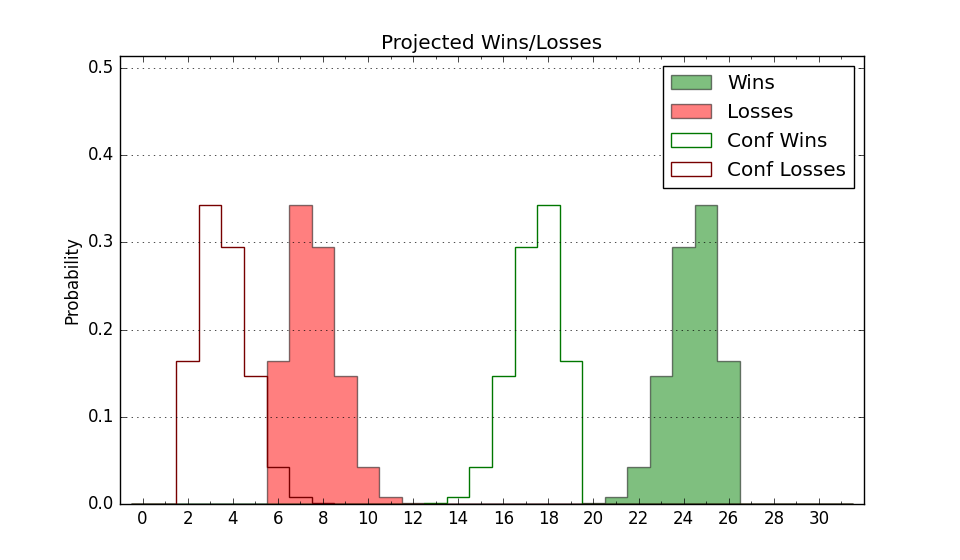 Projected Wins/Losses
Probability
0.5
0.4
0.3
0.2
0.1
0.0
0 2 4 6 8 10 12 14 16 18 20 22 24 26 28 30
Wins
Losses
Conf Wins
Conf Losses